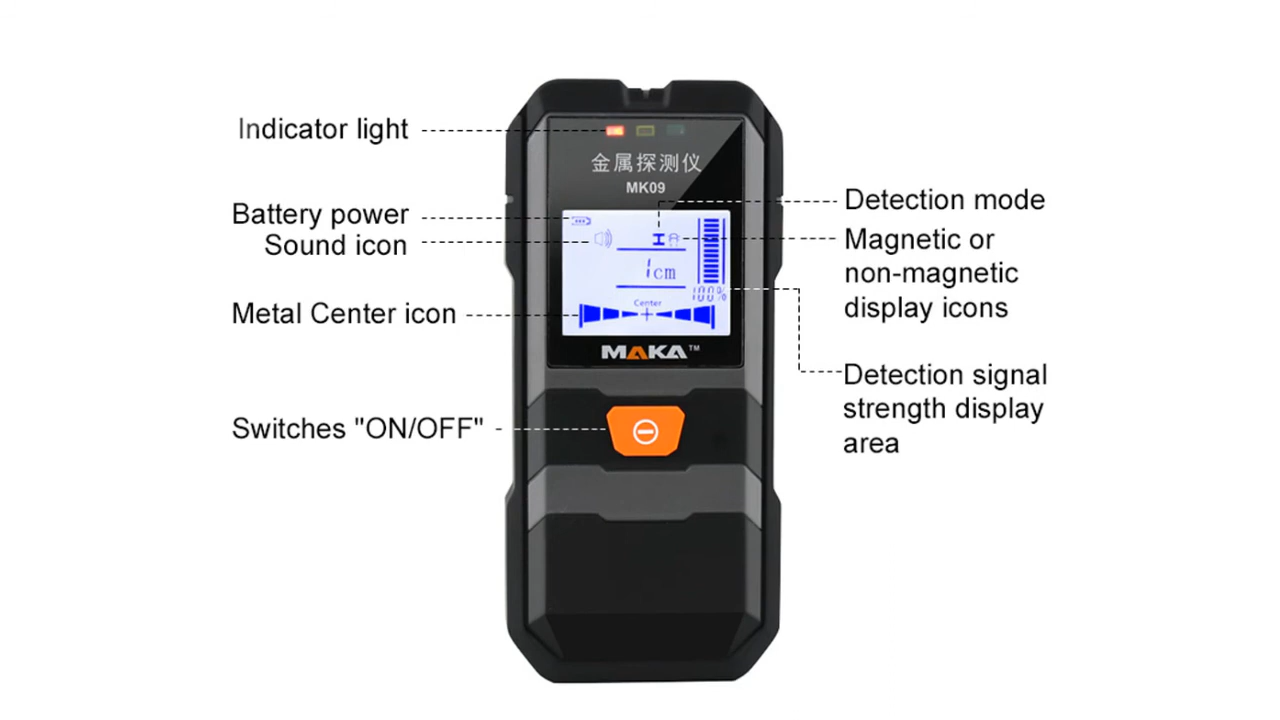 Indicator light
Battery power
Sound icon
Metal Center icon
Switches "ON/OFF"
金属探测仪
MK09
1cm
100%
Center
MAKA™
Detection mode
Magnetic or
non-magnetic
display icons
Detection signal
strength display
area